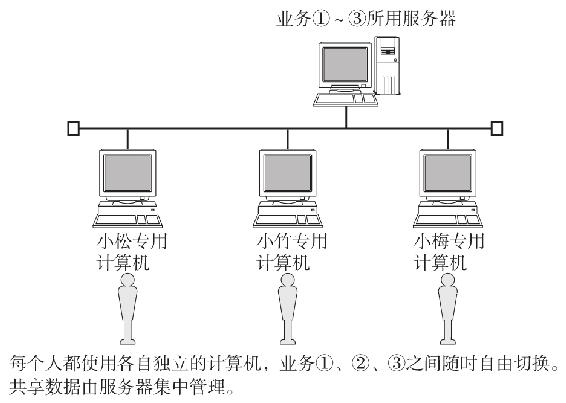 业务①~③所用服务器
小松专用
计算机
小竹专用
计算机
小梅专用
计算机
每个人都使用各自独立的计算机，业务①、②、③之间随时自由切换。
共享数据由服务器集中管理。